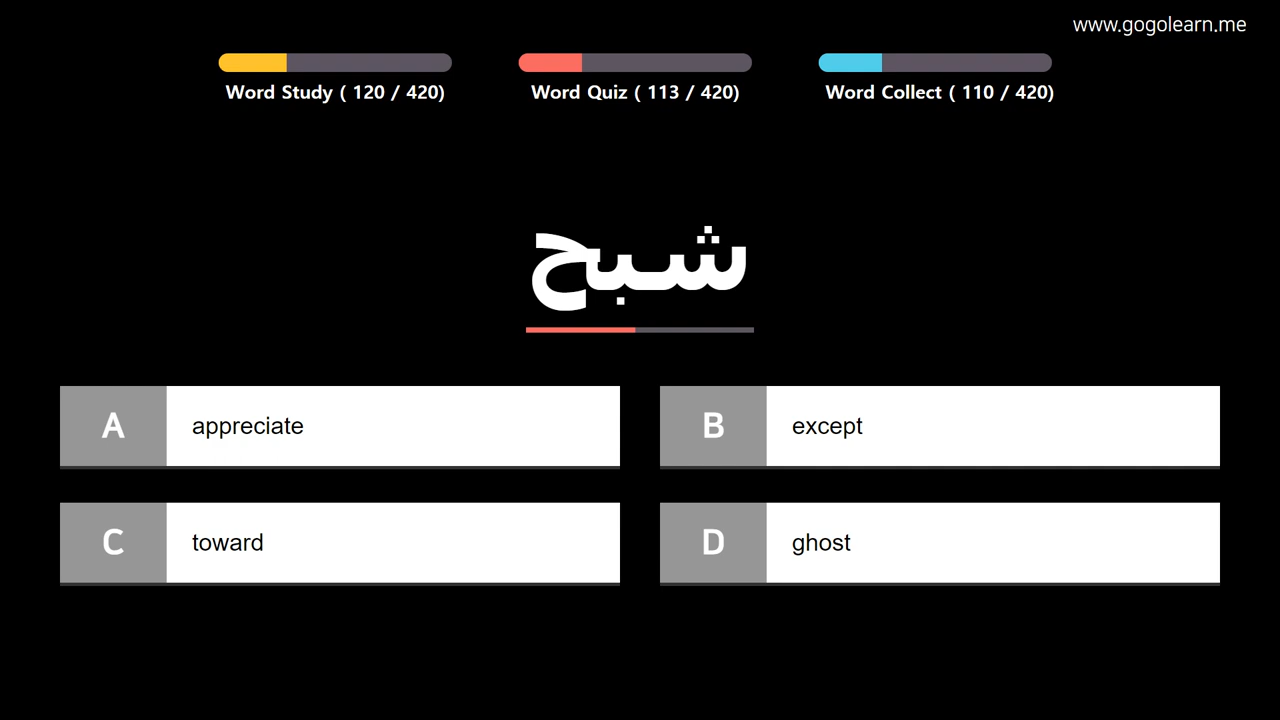 www.gogolearn.me
Word Study ( 120 / 420)
Word Quiz ( 113 / 420)
Word Collect ( 110 / 420)
شبح
A appreciate
B except
C toward
D ghost